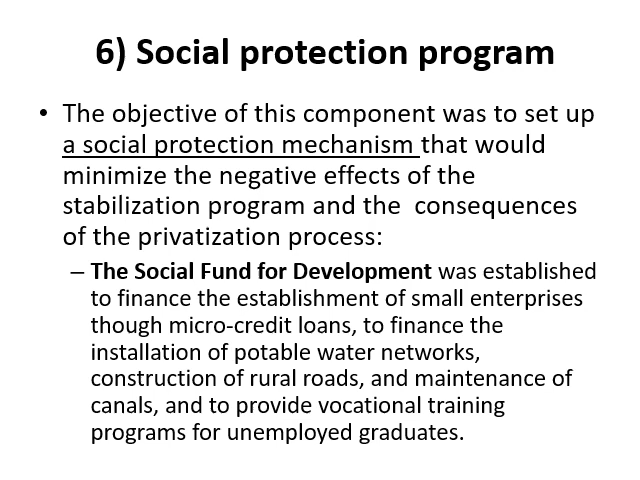 6) Social protection program
• The objective of this component was to set up
a social protection mechanism that would
minimize the negative effects of the
stabilization program and the  consequences
of the privatization process:
– The Social Fund for Development was established
to finance the establishment of small enterprises
though micro-credit loans, to finance the
installation of potable water networks,
construction of rural roads, and maintenance of
canals, and to provide vocational training
programs for unemployed graduates.